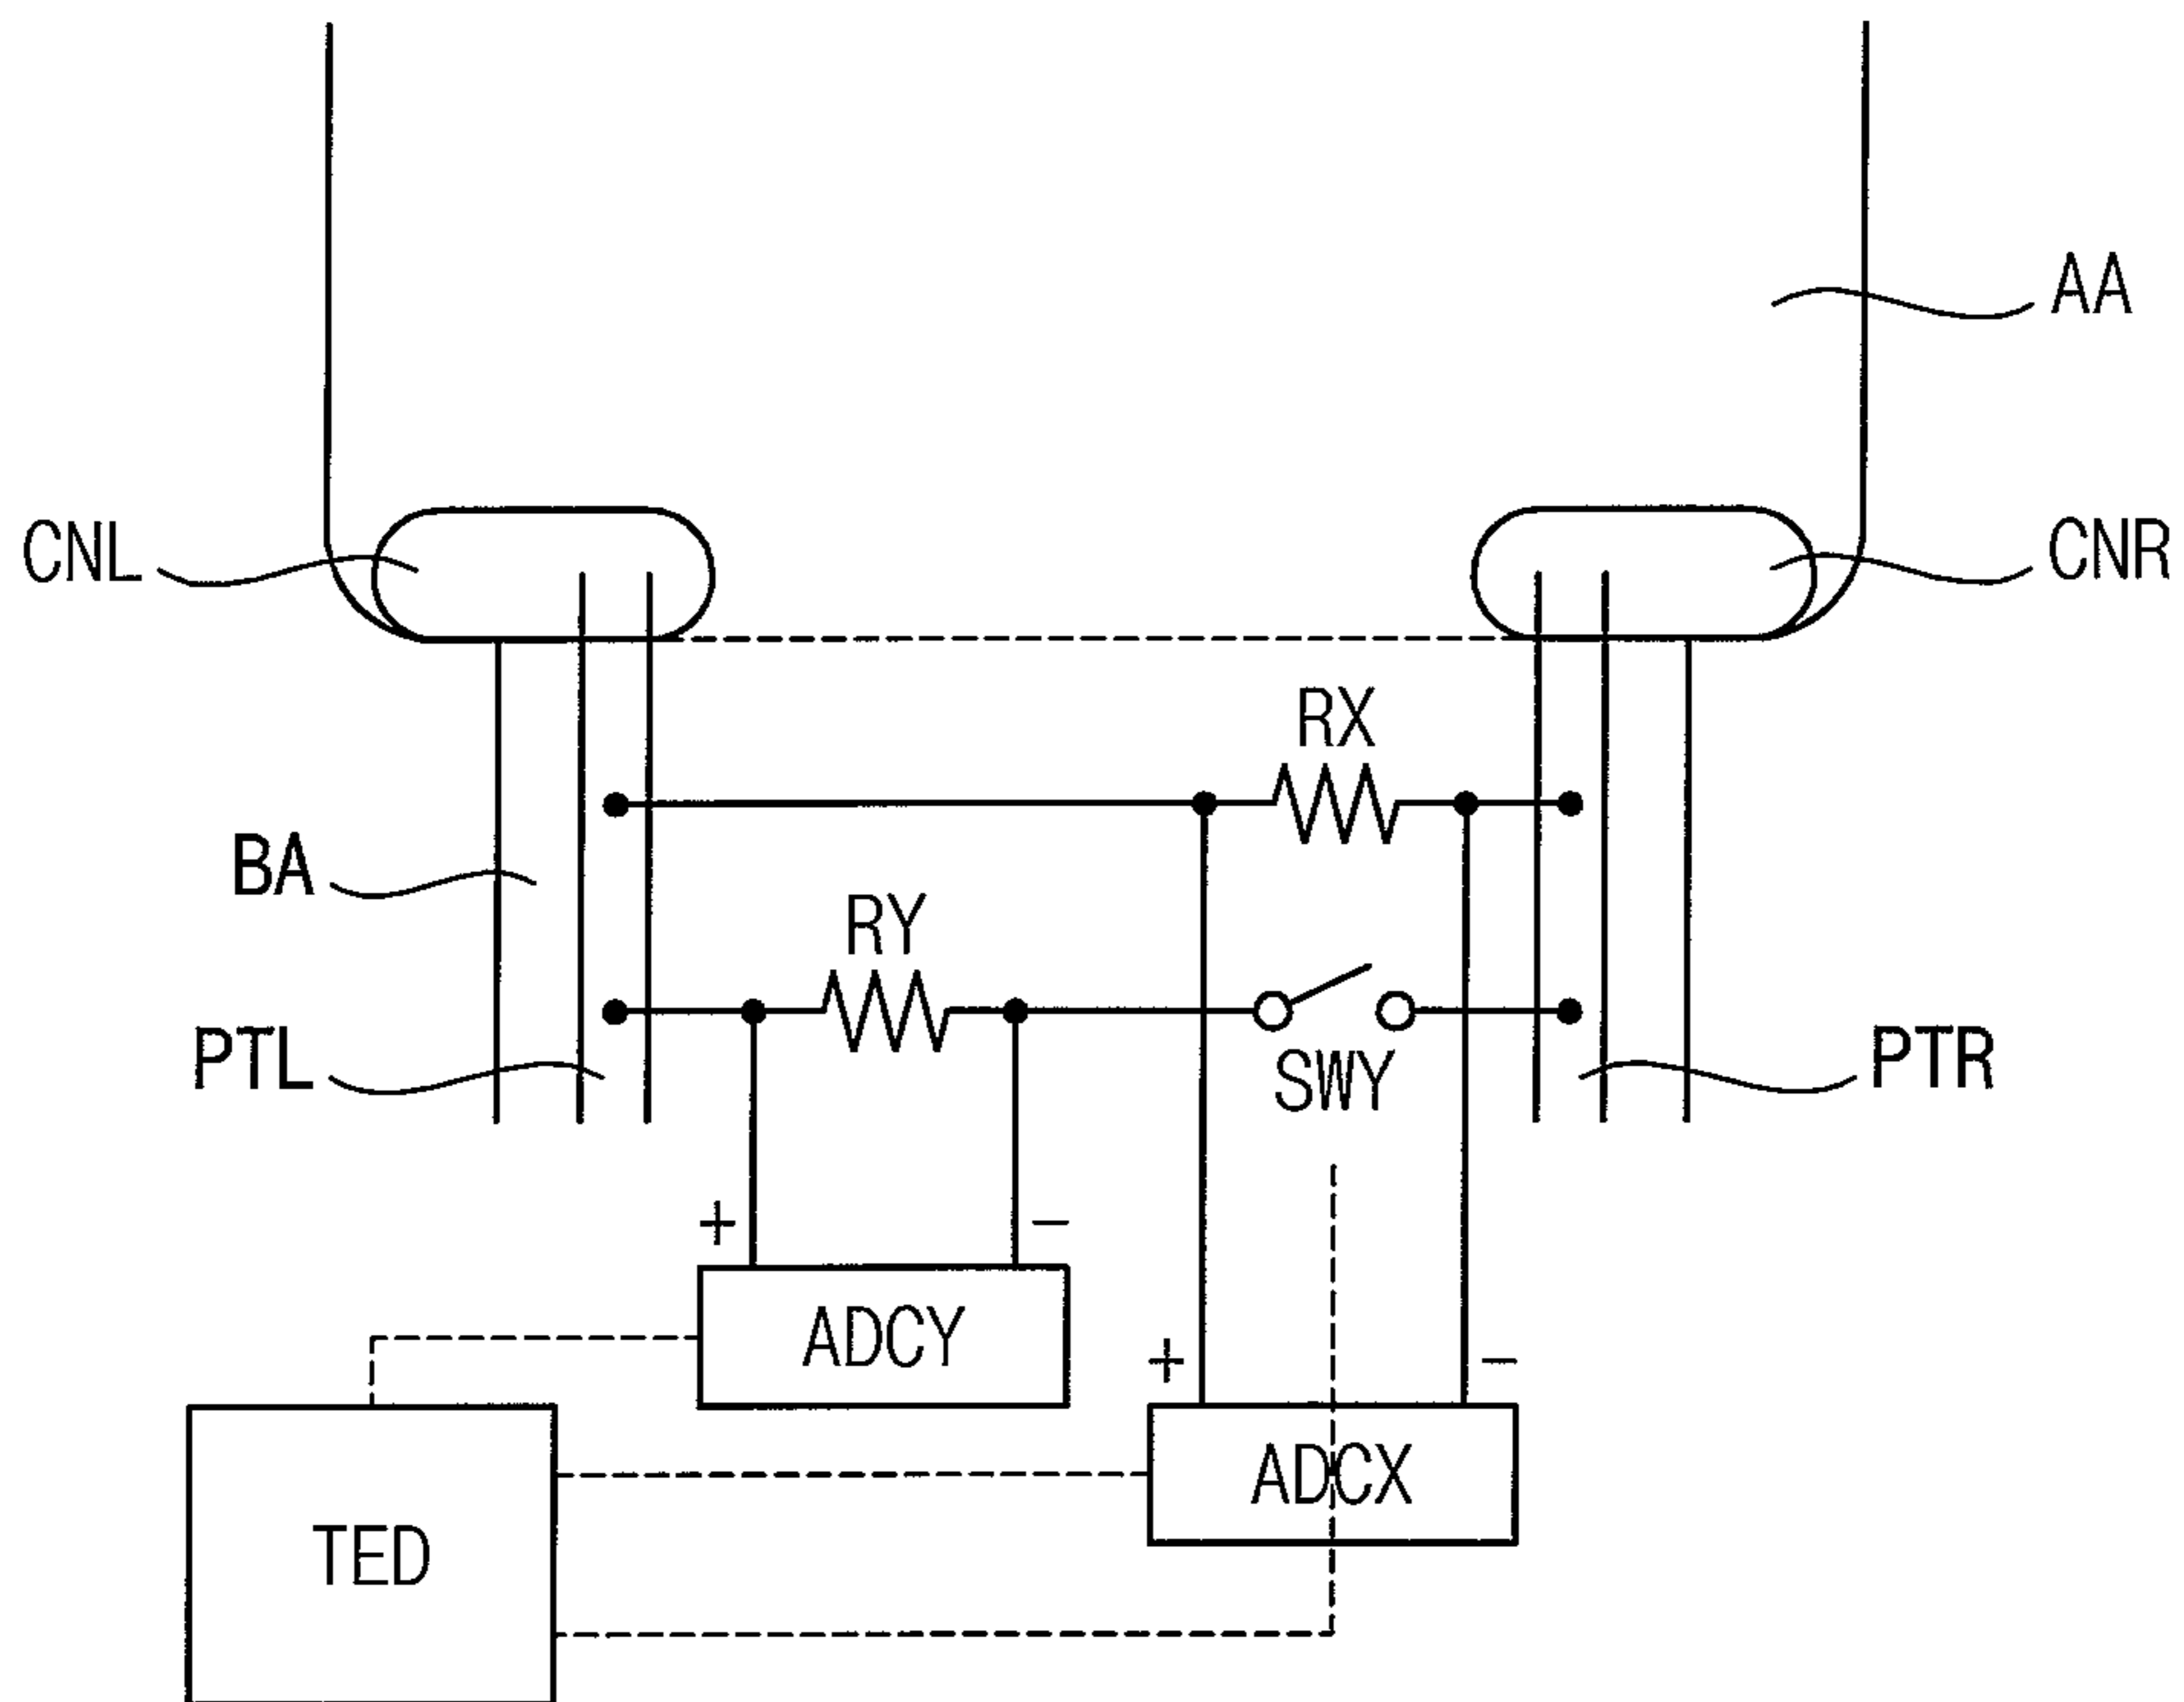 AA
CNL
CNR
RX
BA
RY
PTL
SWY
PTR
+
−
ADCY
+
−
ADCX
TED